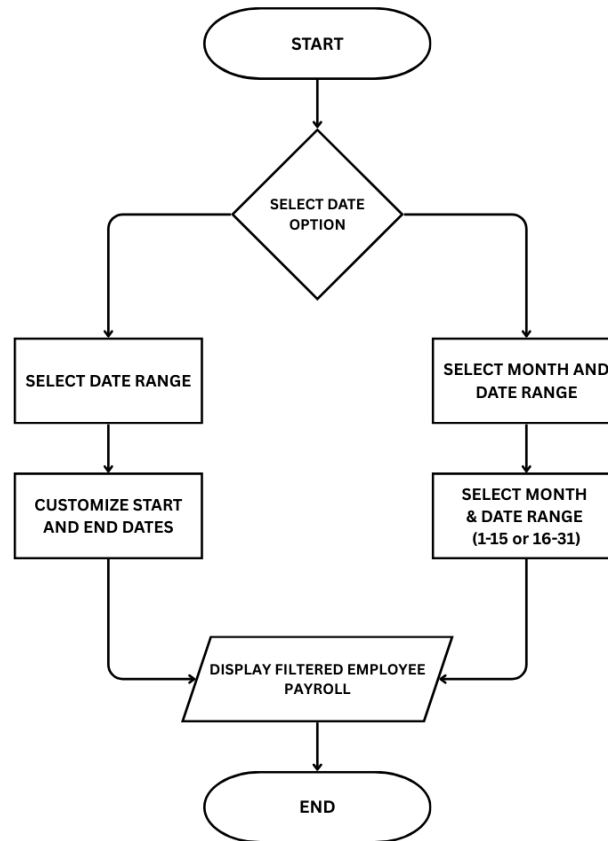 START
SELECT DATE
OPTION
SELECT DATE RANGE
SELECT MONTH AND
DATE RANGE
CUSTOMIZE START
AND END DATES
SELECT MONTH
& DATE RANGE
(1-15 or 16-31)
DISPLAY FILTERED EMPLOYEE
PAYROLL
END